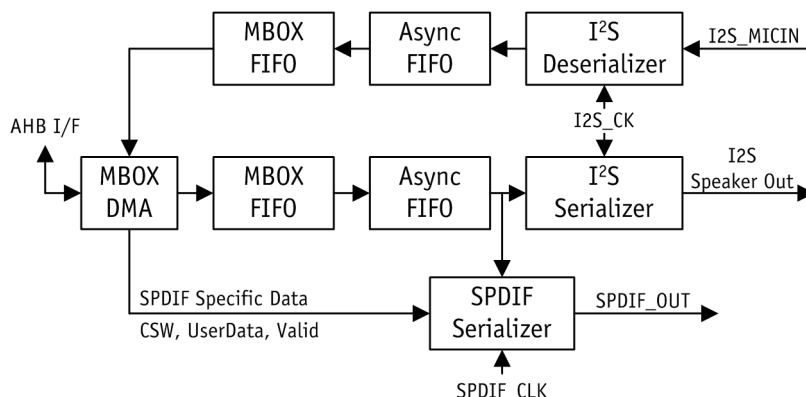 MBOX
FIFO
Async
FIFO
I²S
Deserializer
I2S_MICIN
I2S_CK
AHB I/F
MBOX
DMA
MBOX
FIFO
Async
FIFO
I²S
Serializer
I2S
Speaker Out
SPDIF Specific Data
CSW, UserData, Valid
SPDIF
Serializer
SPDIF_OUT
SPDIF_CLK